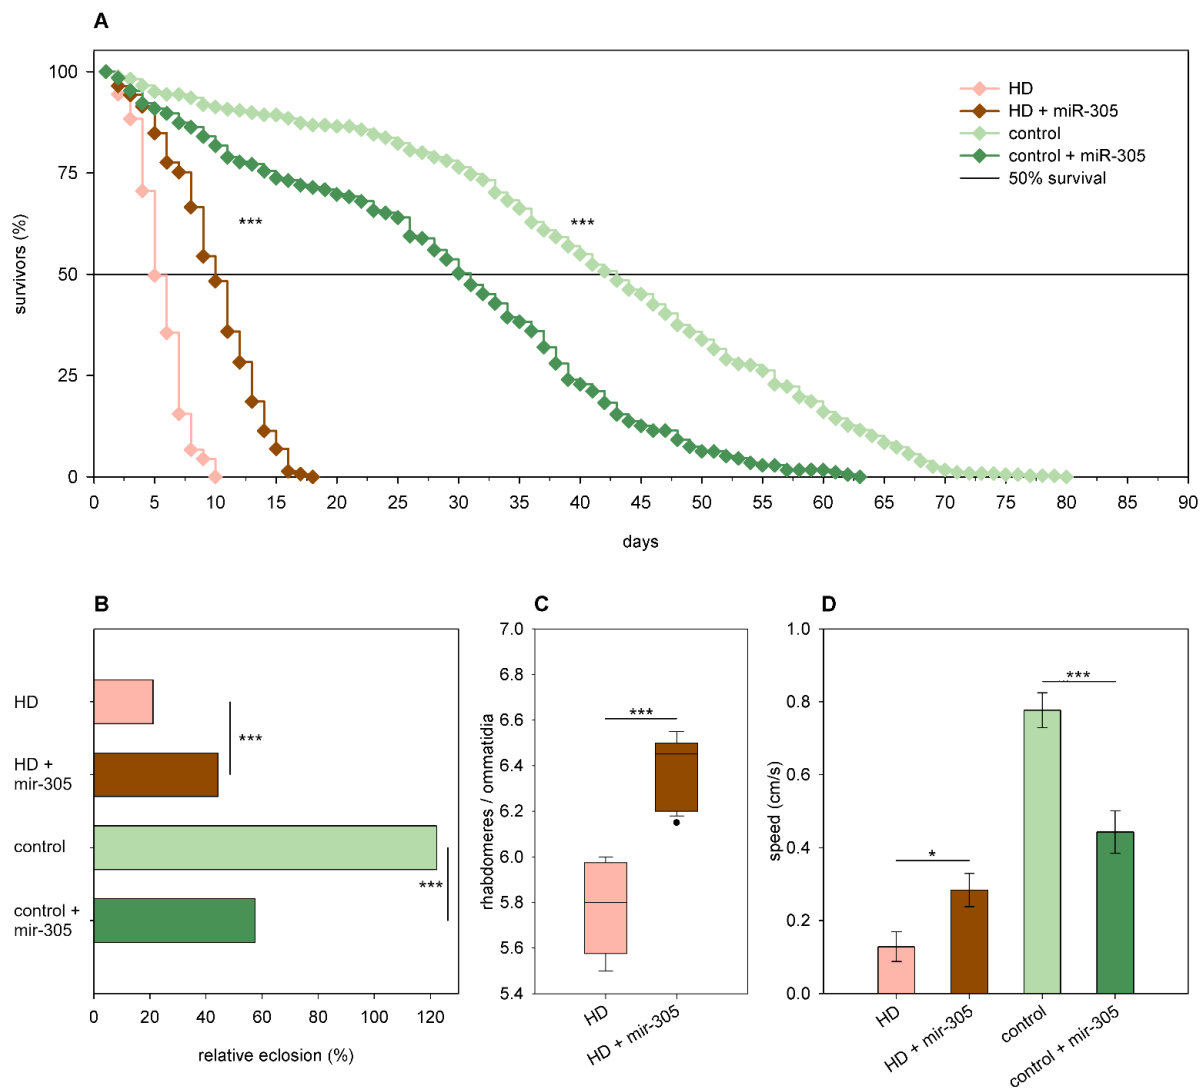 A
100
75
50
25
0
survivors (%)
HD
HD + miR-305
control
control + miR-305
50% survival
***
***
0 5 10 15 20 25 30 35 40 45 50 55 60 65 70 75 80 85 90
days
B
HD
HD +
mir-305
control
control +
mir-305
***
***
0 20 40 60 80 100 120
relative eclosion (%)
C
7.0
6.8
6.6
6.4
6.2
6.0
5.8
5.6
5.4
rhabdomeres / ommatidia
***
HD
HD + mir-305
D
1.0
0.8
0.6
0.4
0.2
0.0
speed (cm/s)
*
***
HD
HD + mir-305
control
control + mir-305